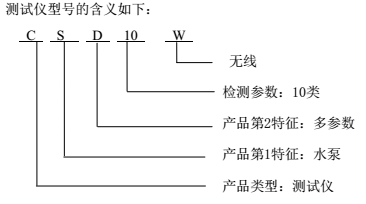 测试仪型号的含义如下：
C S D 10 W
无线
检测参数：10类
产品第2特征：多参数
产品第1特征：水泵
产品类型：测试仪